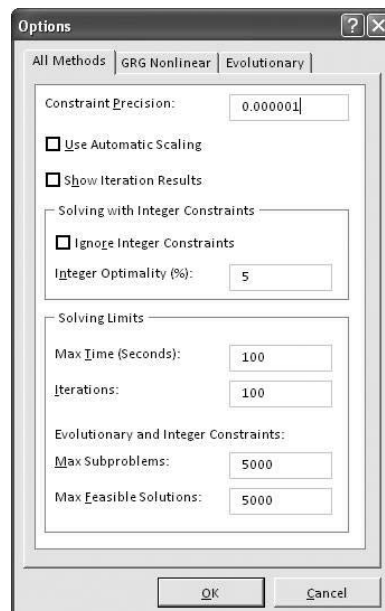 Options
All Methods GRG Nonlinear Evolutionary
Constraint Precision: 0.000001
Use Automatic Scaling
Show Iteration Results
Solving with Integer Constraints
Ignore Integer Constraints
Integer Optimality (%): 5
Solving Limits
Max Time (Seconds): 100
Iterations: 100
Evolutionary and Integer Constraints:
Max Subproblems: 5000
Max Feasible Solutions: 5000
OK Cancel